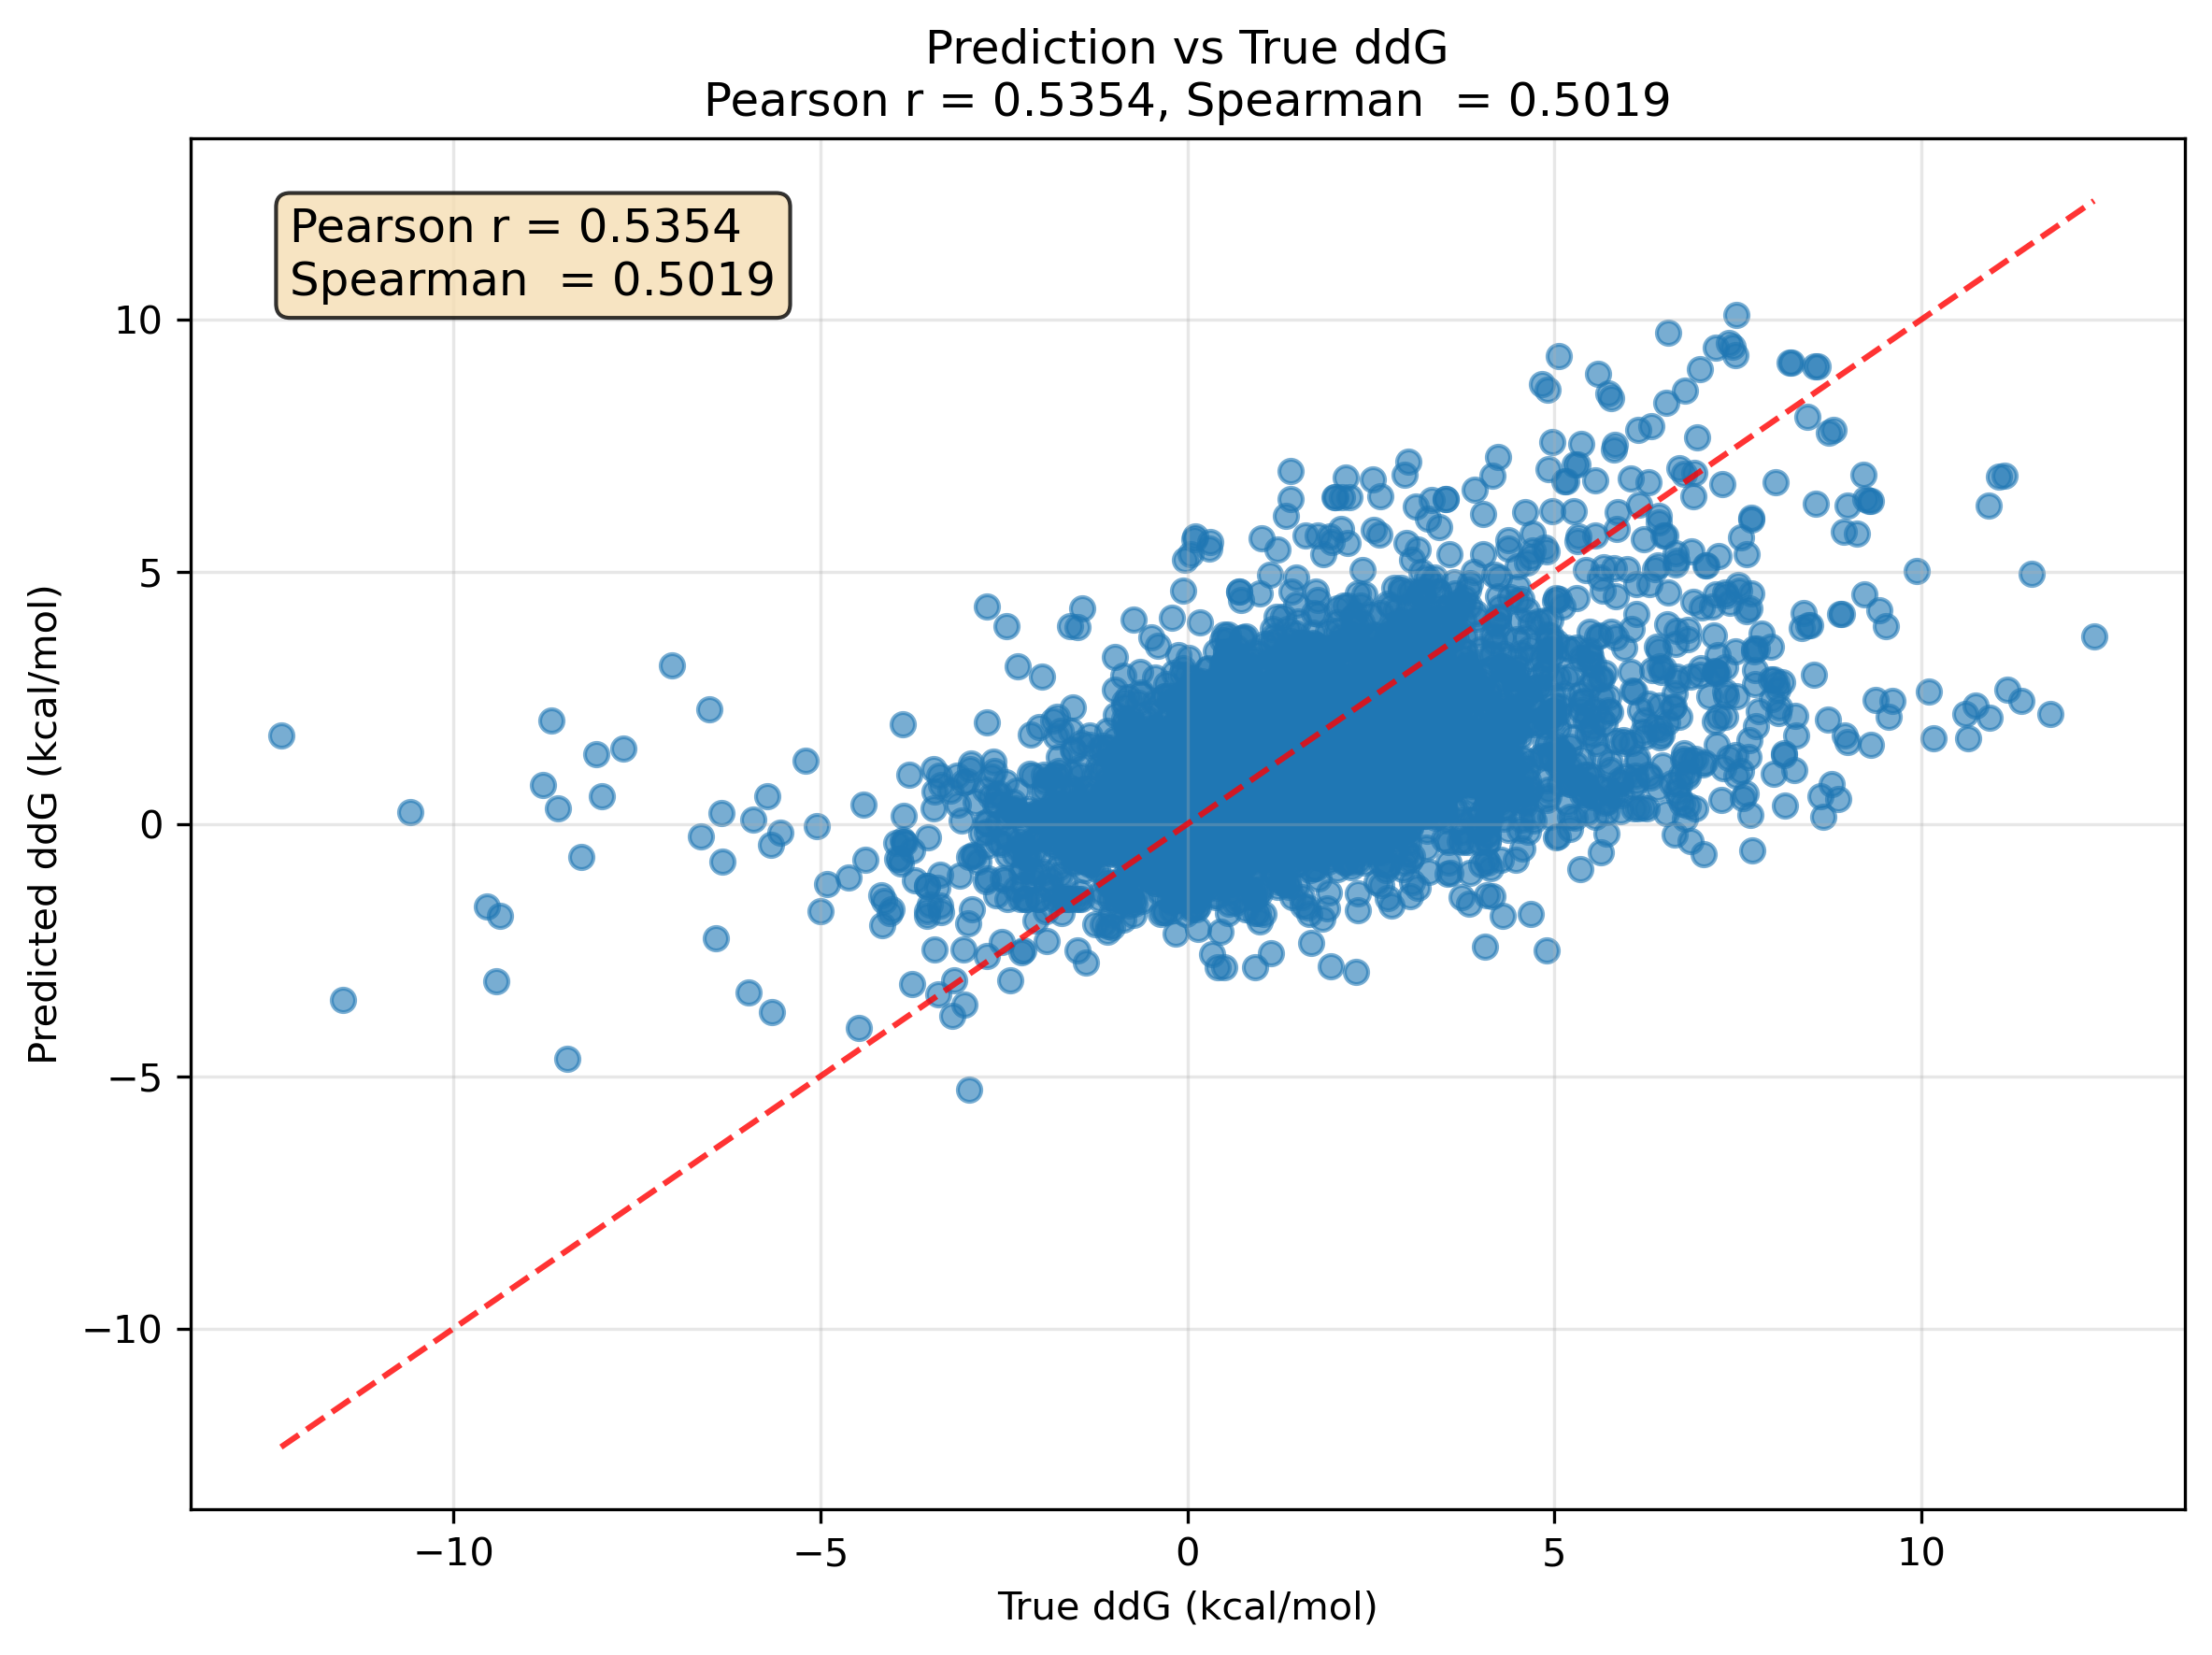 Prediction vs True ddG
Pearson r = 0.5354, Spearman  = 0.5019
Pearson r = 0.5354
Spearman  = 0.5019
Predicted ddG (kcal/mol)
10
5
0
−5
−10
−10
−5
0
5
10
True ddG (kcal/mol)